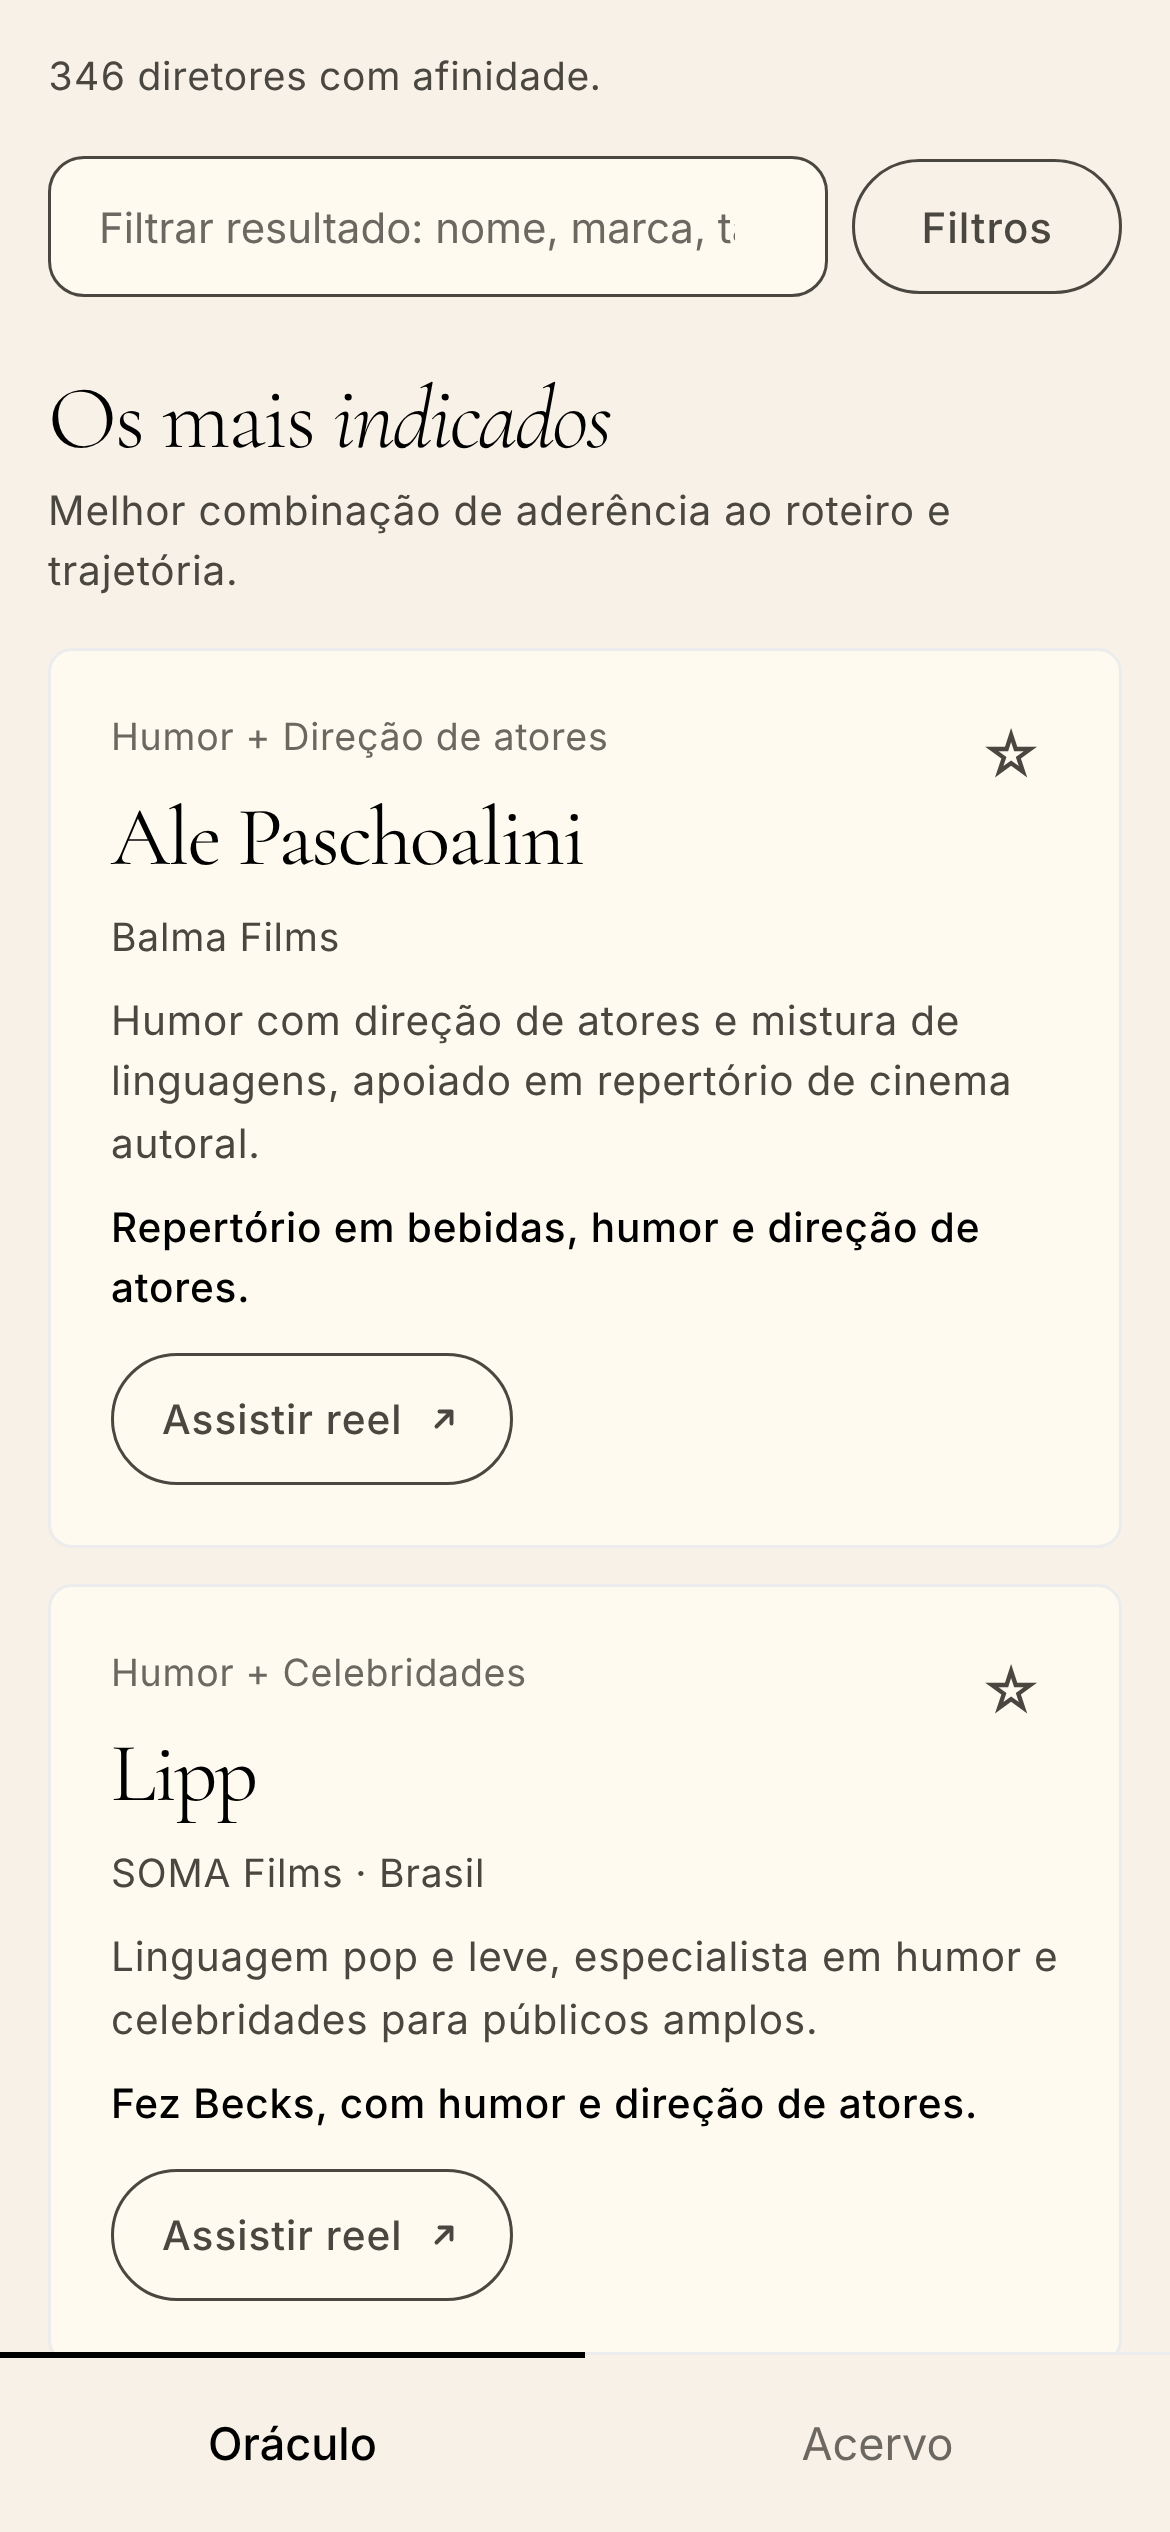 346 diretores com afinidade.
Filtrar resultado: nome, marca,
Filtros
Os mais indicados
Melhor combinação de aderência ao roteiro e
trajetória.
Humor + Direção de atores
Ale Paschoalini
Balma Films
Humor com direção de atores e mistura de
linguagens, apoiado em repertório de cinema
autoral.
Repertório em bebidas, humor e direção de
atores.
Assistir reel
Humor + Celebridades
Lipp
SOMA Films · Brasil
Linguagem pop e leve, especialista em humor e
celebridades para públicos amplos.
Fez Becks, com humor e direção de atores.
Assistir reel
Oráculo
Acervo